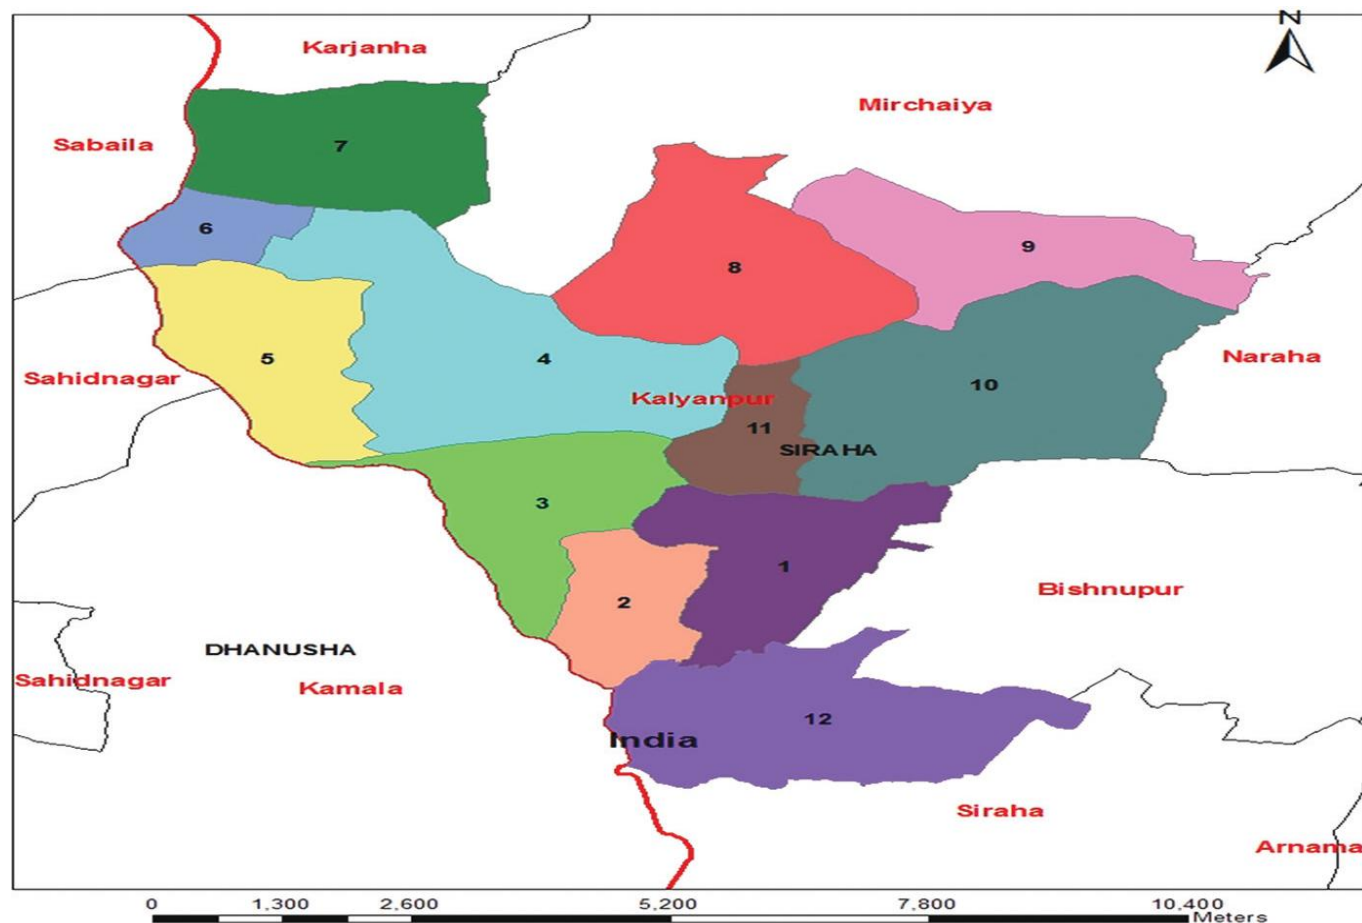 N
Karjanha
Mirchaiya
Sabaila
7
6
9
8
Naraha
5
4
10
Sahidnagar
Kalyanpur
11
SIRAHA
3
1
Bishnupur
2
DHANUSHA
Sahidnagar
Kamala
12
India
Siraha
Arnama
0 1,300 2,600 5,200 7,800 10,400
Meters